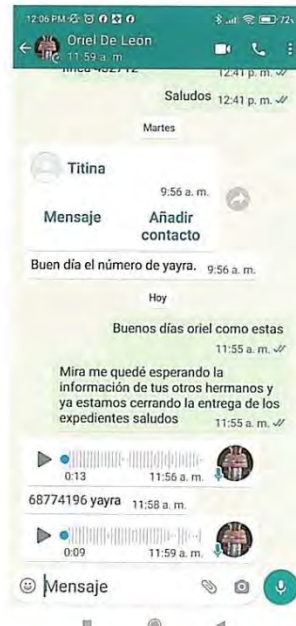 12:06 PM
72
Oriel De León
11:59 a. m.
12:41 p. m.
Saludos 12:41 p. m.
Martes
Titina
9:56 a. m.
Mensaje Añadir contacto
Buen día el número de yayra. 9:56 a. m.
Hoy
Buenos días oriel como estas
11:55 a. m.
Mira me quedé esperando la
información de tus otros hermanos y
ya estamos cerrando la entrega de los
expedientes saludos 11:55 a. m.
0:13 11:56 a. m.
68774196 yayra 11:58 a. m.
0:09 11:59 a. m.
Mensaje